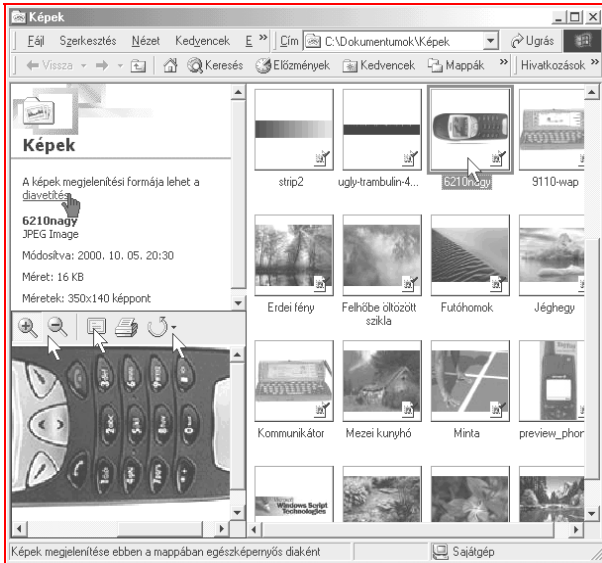 Képek
Fájl Szerkesztés Nézet Kedvencek E » Cím C:\Dokumentumok\Képek Ugrás
Vissza Keresés Előzmények Kedvencek Mappák » Hivatkozások »
Képek
A képek megjelenítési formája lehet a
diavetítés
6210nagy
JPEG Image
Módosítva: 2000. 10. 05. 20:30
Méret: 16 KB
Méretek: 350x140 képpont
strip2 ugly-trambulin-4... 6210nagy 9110-wap
Erdei fény Felhőbe öltözött szikla Futóhomok Jéghegy
Kommunikátor Mezei kunyhó Minta preview_phor
Microsoft
Windows Script
Technologies
Képek megjelenítése ebben a mappában egészképernyős diaként Sajátgép